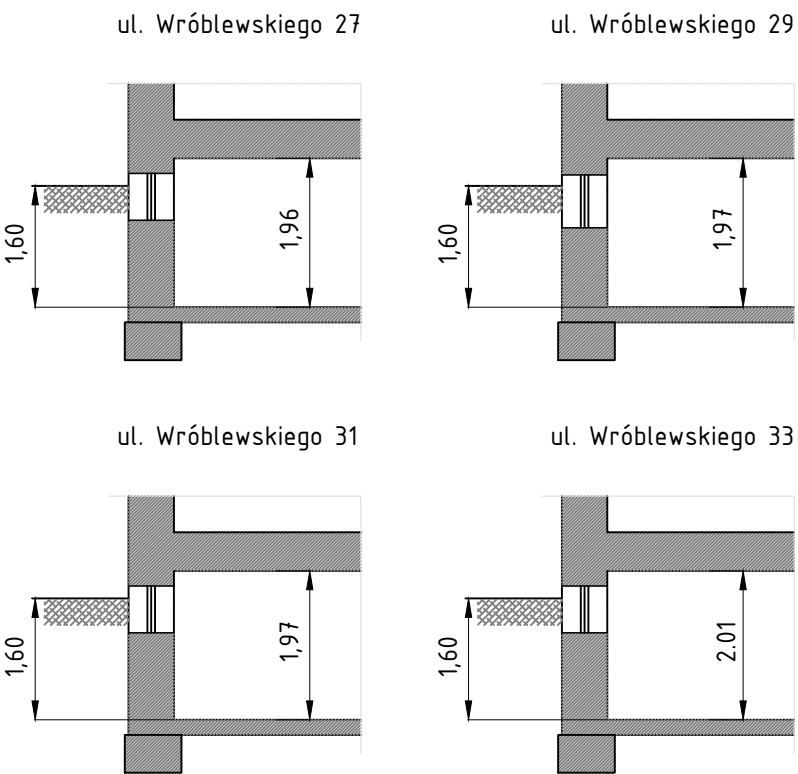 ul. Wróblewskiego 27
ul. Wróblewskiego 29
1,60
1,96
1,60
1,97
ul. Wróblewskiego 31
ul. Wróblewskiego 33
1,60
1,97
1,60
2.01